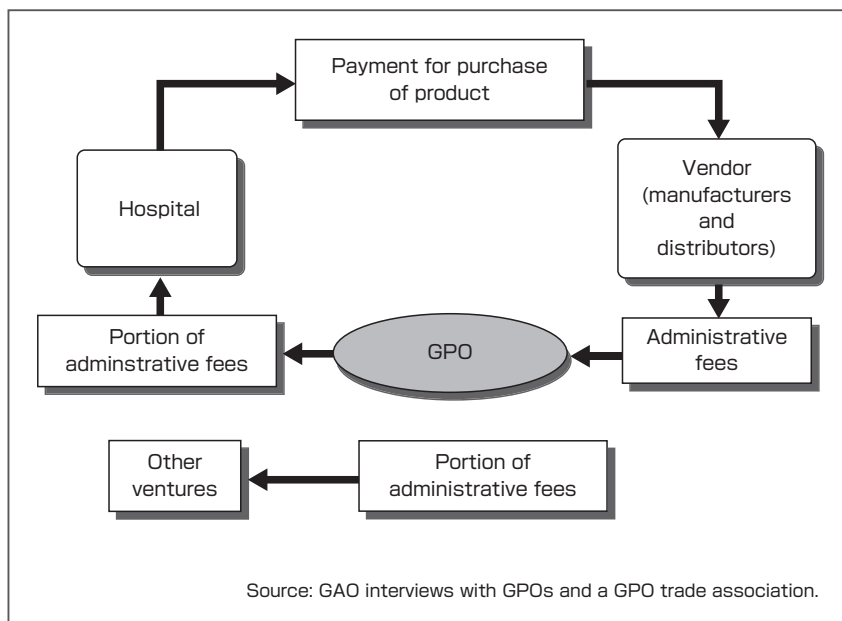 Payment for purchase
of product
Hospital
Vendor
(manufacturers
and
distributors)
Portion of
adminstrative fees
GPO
Administrative
fees
Other
ventures
Portion of
administrative fees
Source: GAO interviews with GPOs and a GPO trade association.